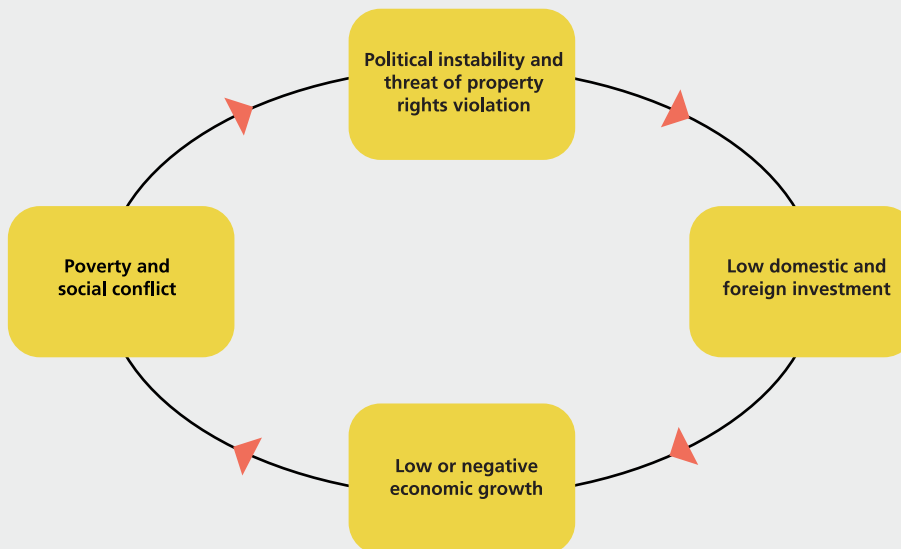 Political instability and
threat of property
rights violation
Poverty and
social conflict
Low domestic and
foreign investment
Low or negative
economic growth